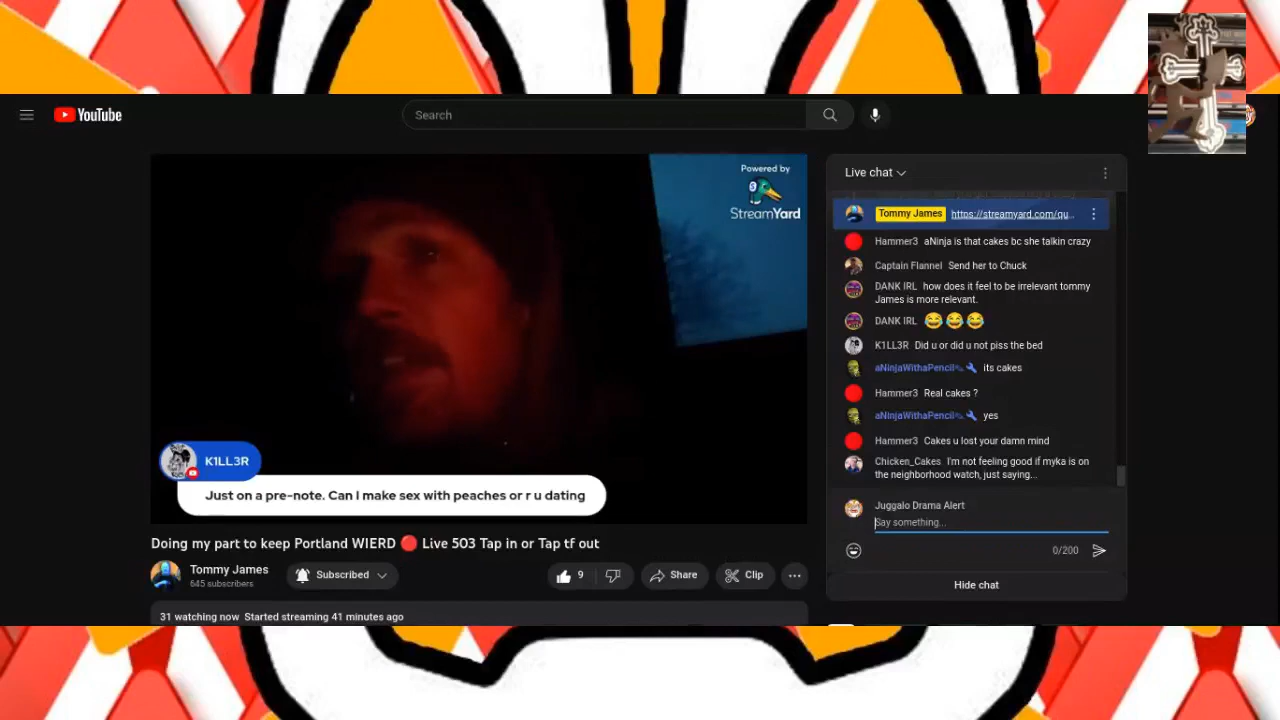 YouTube
Search
Powered by
StreamYard
K1LL3R
Just on a pre-note. Can I make sex with peaches or r u dating
Doing my part to keep Portland WIERD 🔴 Live 503 Tap in or Tap tf out
Tommy James
645 subscribers
Subscribed
9
Share
Clip
31 watching now Started streaming 41 minutes ago
Live chat
Tommy James https://streamyard.com/qu...
Hammer3 aNinja is that cakes bc she talkin crazy
Captain Flannel Send her to Chuck
DANK IRL how does it feel to be irrelevant tommy
James is more relevant.
DANK IRL 😂😂😂
K1LL3R Did u or did u not piss the bed
aNinjaWithaPencil✏️ its cakes
Hammer3 Real cakes ?
aNinjaWithaPencil✏️ yes
Hammer3 Cakes u lost your damn mind
Chicken_Cakes I'm not feeling good if myka is on
the neighborhood watch, just saying...
Juggalo Drama Alert
Say something...
0/200
Hide chat